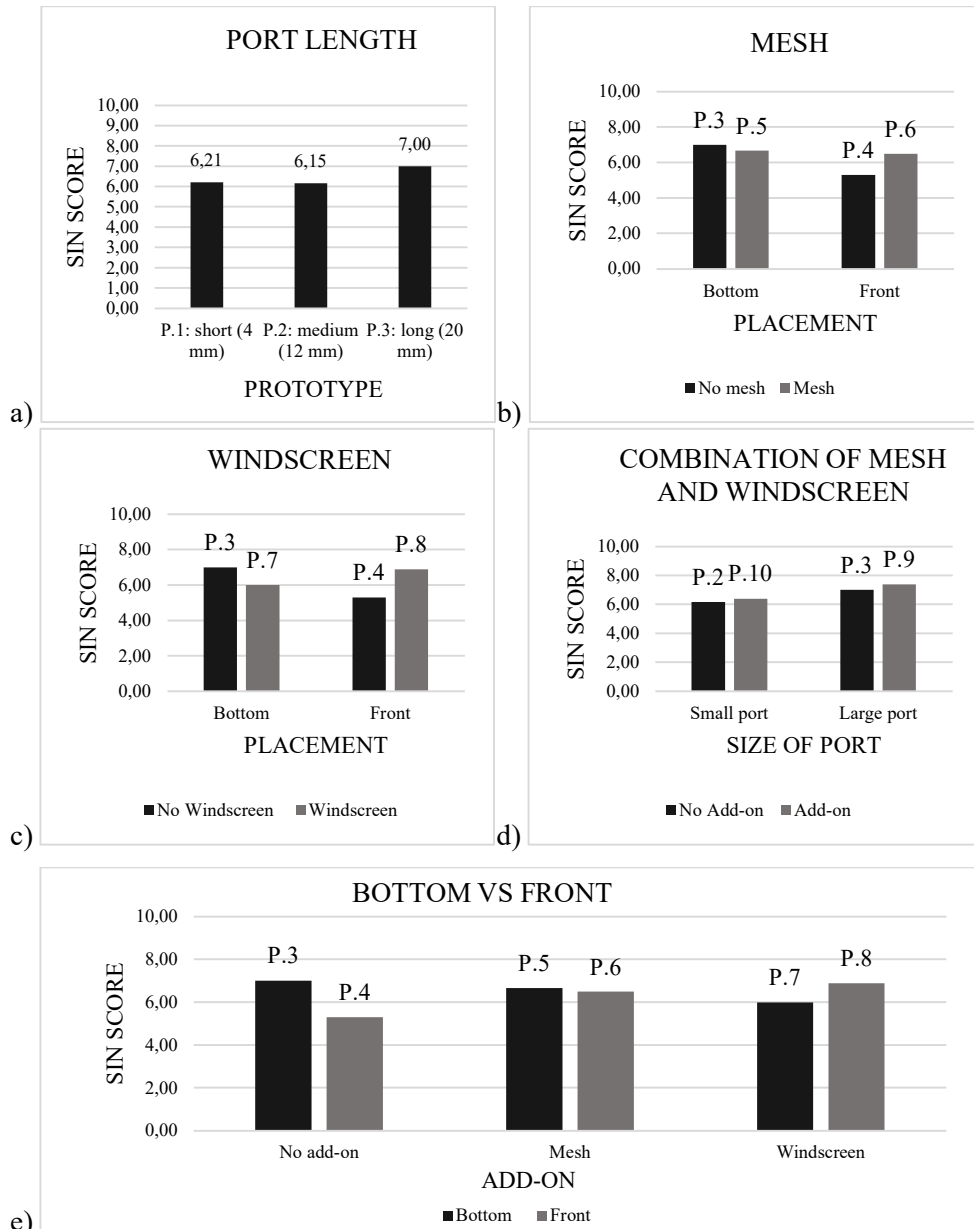 PORT LENGTH
SIN SCORE
10,00
9,00
8,00
7,00
6,00
5,00
4,00
3,00
2,00
1,00
0,00
6,21
6,15
7,00
P.1: short (4 mm)
P.2: medium (12 mm)
P.3: long (20 mm)
PROTOTYPE
a)
MESH
SIN SCORE
10,00
8,00
6,00
4,00
2,00
0,00
P.3
P.5
P.4
P.6
Bottom
Front
PLACEMENT
No mesh
Mesh
b)
WINDSCREEN
SIN SCORE
10,00
8,00
6,00
4,00
2,00
0,00
P.3
P.7
P.4
P.8
Bottom
Front
PLACEMENT
No Windscreen
Windscreen
c)
COMBINATION OF MESH
AND WINDSCREEN
SIN SCORE
10,00
8,00
6,00
4,00
2,00
0,00
P.2
P.10
P.3
P.9
Small port
Large port
SIZE OF PORT
No Add-on
Add-on
d)
BOTTOM VS FRONT
SIN SCORE
10,00
8,00
6,00
4,00
2,00
0,00
P.3
P.4
P.5
P.6
P.7
P.8
No add-on
Mesh
Windscreen
ADD-ON
Bottom
Front
e)